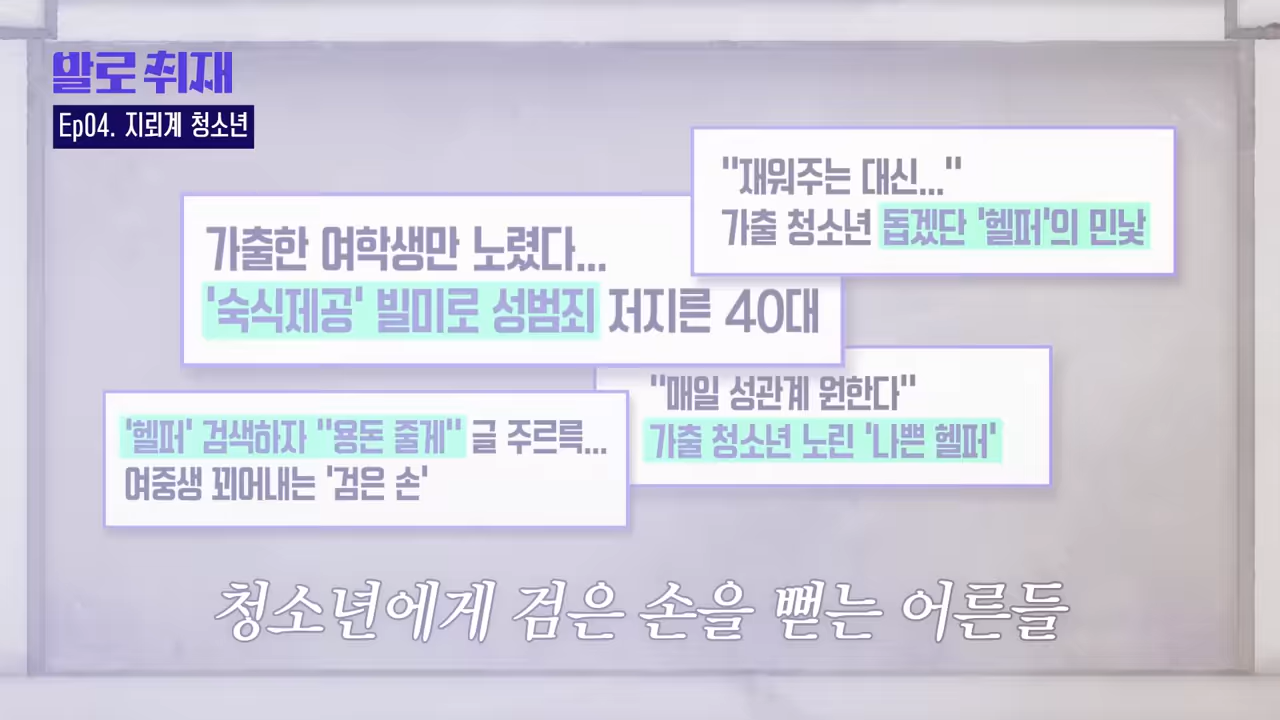 발로 취재
Ep04. 지뢰계 청소년
"재워주는 대신..."
가출 청소년 돕겠단 '헬퍼'의 민낯
가출한 여학생만 노렸다...
'숙식제공' 빌미로 성범죄 저지른 40대
"매일 성관계 원한다"
가출 청소년 노린 '나쁜 헬퍼'
'헬퍼' 검색하자 "용돈 줄게" 글 주르륵...
여중생 꾀어내는 '검은 손'
청소년에게 검은 손을 뻗는 어른들